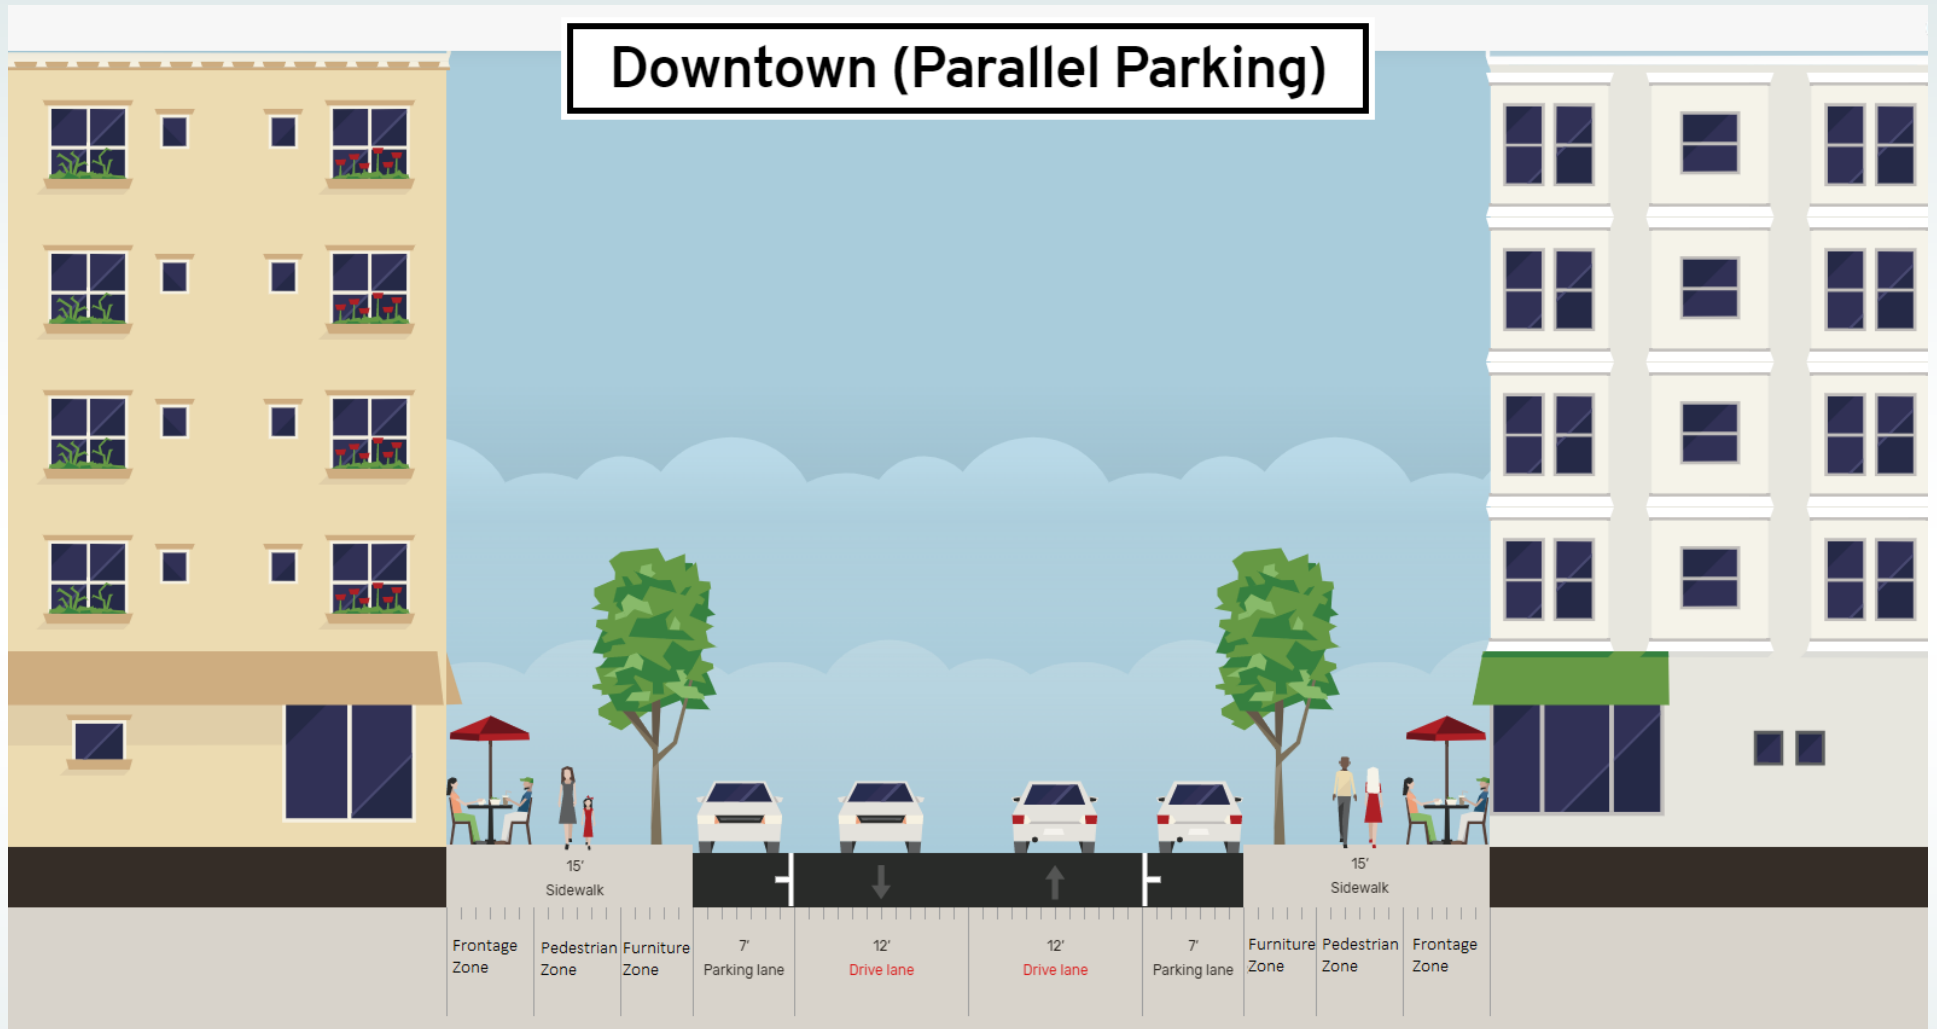 Downtown (Parallel Parking)
15'
Sidewalk
15'
Sidewalk
Frontage
Zone
Pedestrian
Zone
Furniture
Zone
7'
Parking lane
12'
Drive lane
12'
Drive lane
7'
Parking lane
Furniture
Zone
Pedestrian
Zone
Frontage
Zone